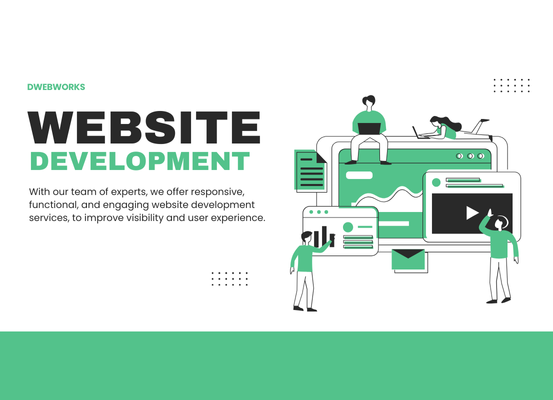 DWEBWORKS
WEBSITE
DEVELOPMENT
With our team of experts, we offer responsive,
functional, and engaging website development
services, to improve visibility and user experience.